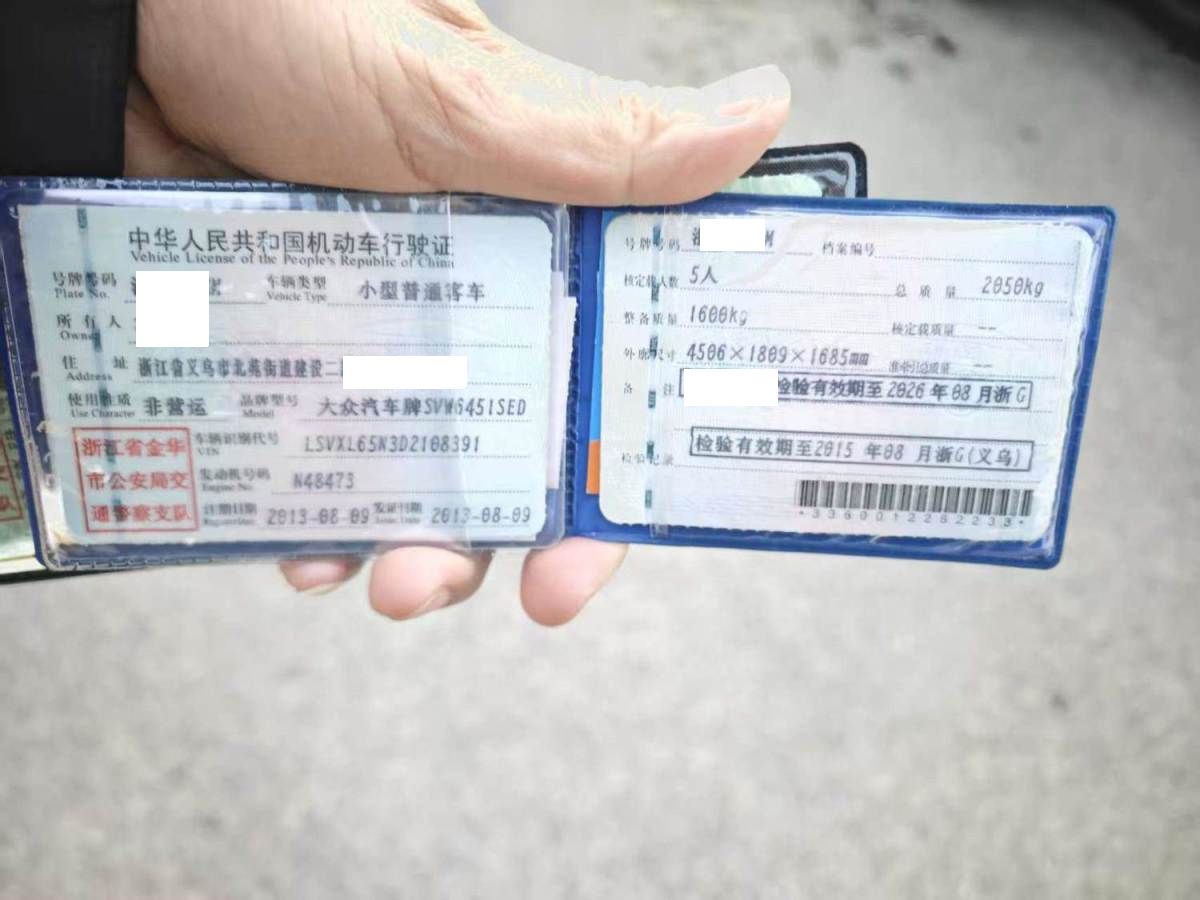 中华人民共和国机动车行驶证
Vehicle License of the People's Republic of China
号牌号码 车辆类型 小型普通客车
Plate No. Vehicle Type
所有人
Owner
住址 浙江省义乌市北苑街道建设二
Address
使用性质 非营运 品牌型号 大众汽车牌SVW6451SED
Use Character Model
浙江省金华
市公安局交
通警察支队
车辆识别代号 LSVXL65N3D2108391
VIN
发动机号码 N48473
Engine No.
注册日期 2013-08-09 发证日期 2013-08-09
Register Date Issue Date
号牌号码 档案编号
核定载人数 5人 总质量 2050kg
整备质量 1600kg 核定载质量 --
外廓尺寸 4506×1809×1685mm 准牵引总质量 --
备注 检验有效期至2026年08月浙G
检验记录 检验有效期至2015年08月浙G(义乌)
*3300012262233*